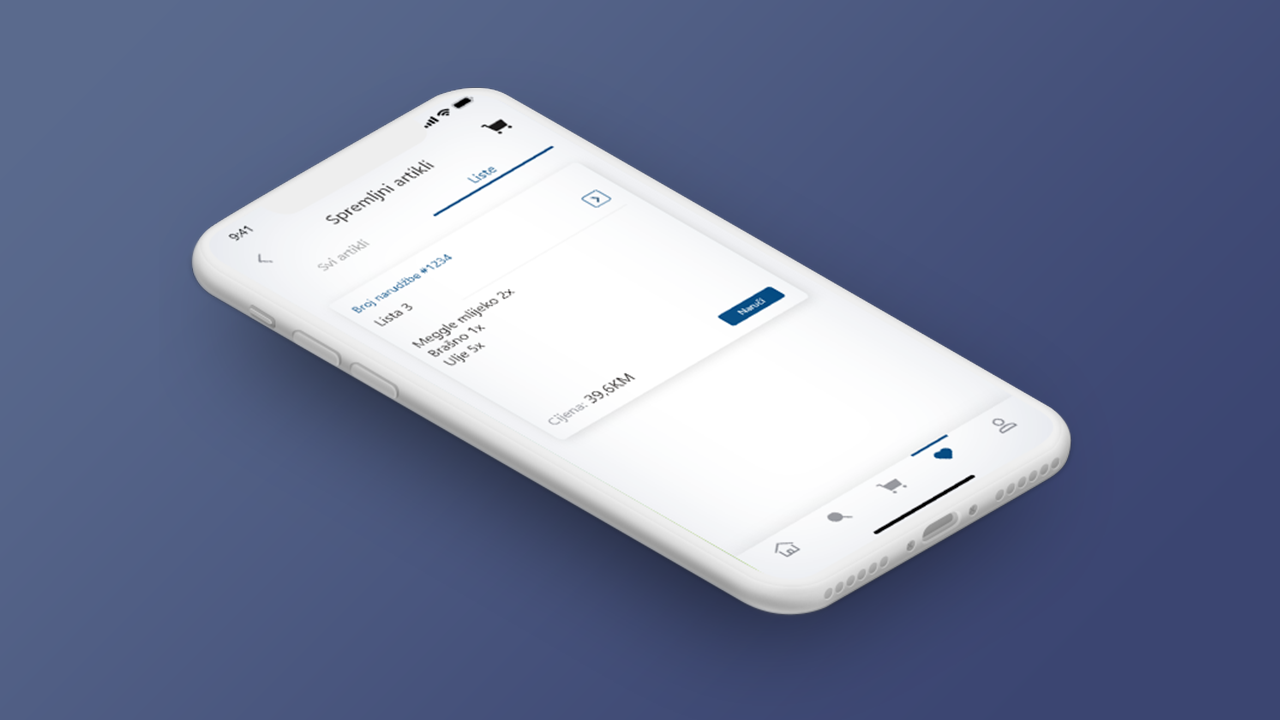 9:41
Spremljni artikli
Svi artikli
Liste
Broj narudžbe #1234
Lista 3
Meggle mlijeko 2x
Brašno 1x
Ulje 5x
Cijena: 39,6KM
Naruči